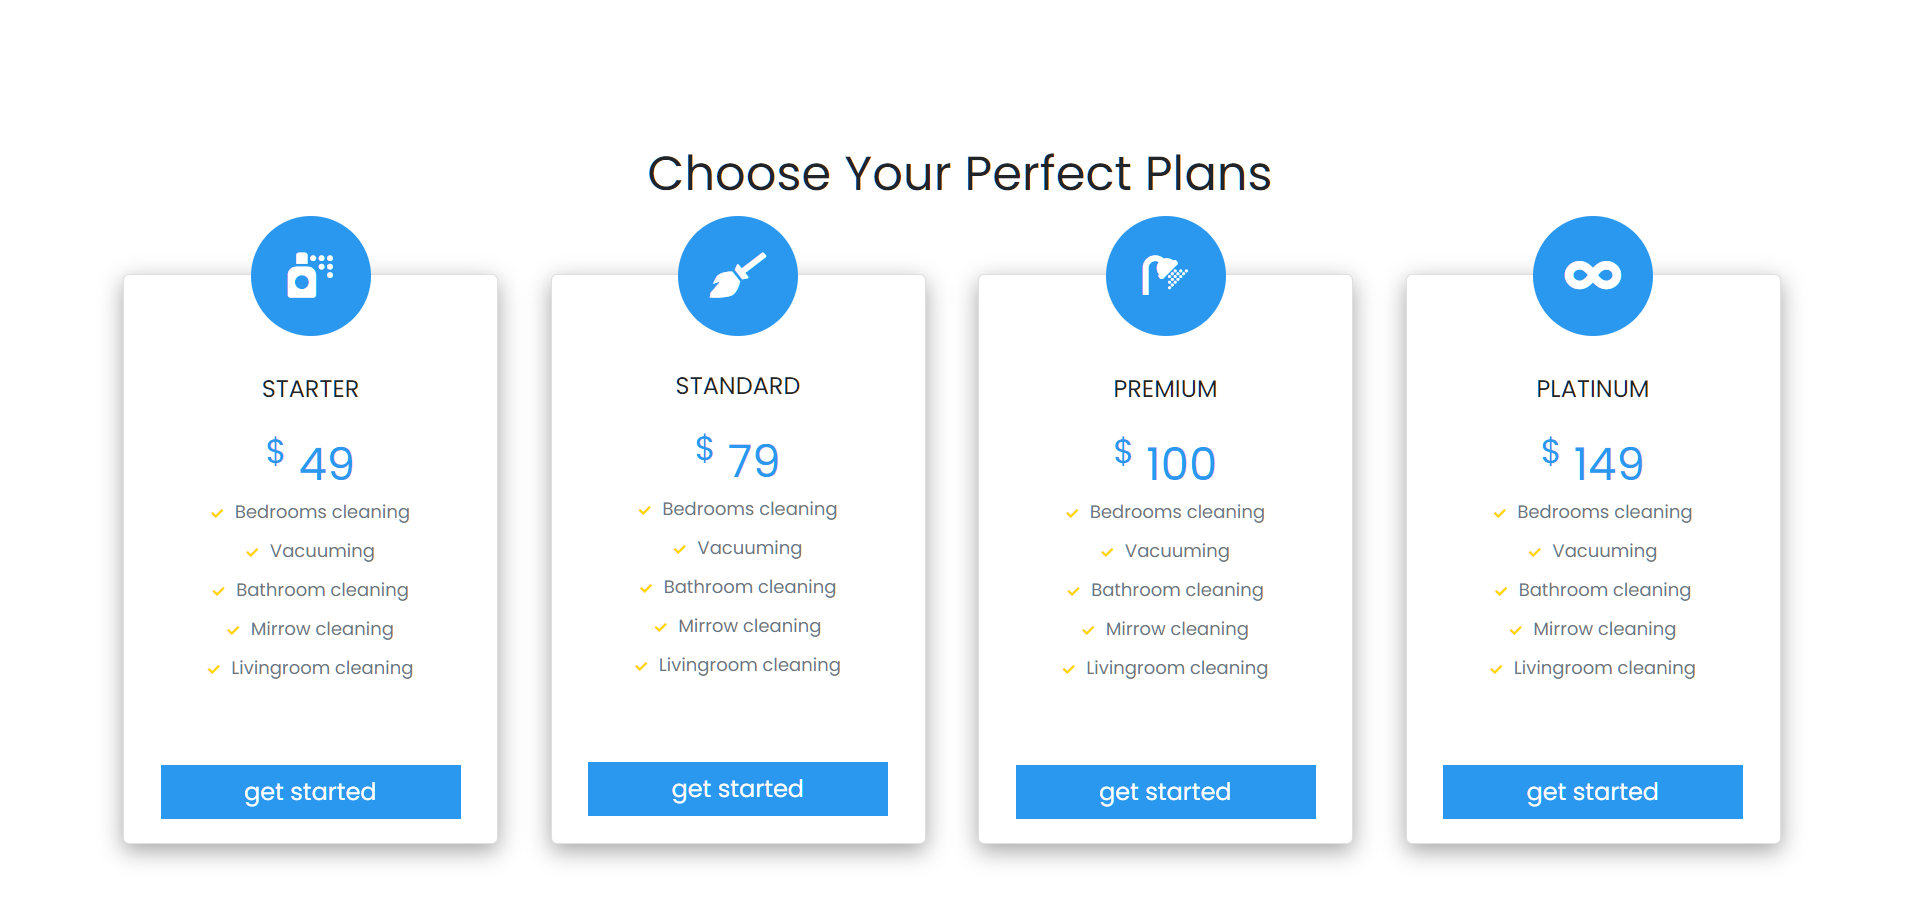 Choose Your Perfect Plans
STARTER
$ 49
Bedrooms cleaning
Vacuuming
Bathroom cleaning
Mirrow cleaning
Livingroom cleaning
get started
STANDARD
$ 79
Bedrooms cleaning
Vacuuming
Bathroom cleaning
Mirrow cleaning
Livingroom cleaning
get started
PREMIUM
$ 100
Bedrooms cleaning
Vacuuming
Bathroom cleaning
Mirrow cleaning
Livingroom cleaning
get started
PLATINUM
$ 149
Bedrooms cleaning
Vacuuming
Bathroom cleaning
Mirrow cleaning
Livingroom cleaning
get started